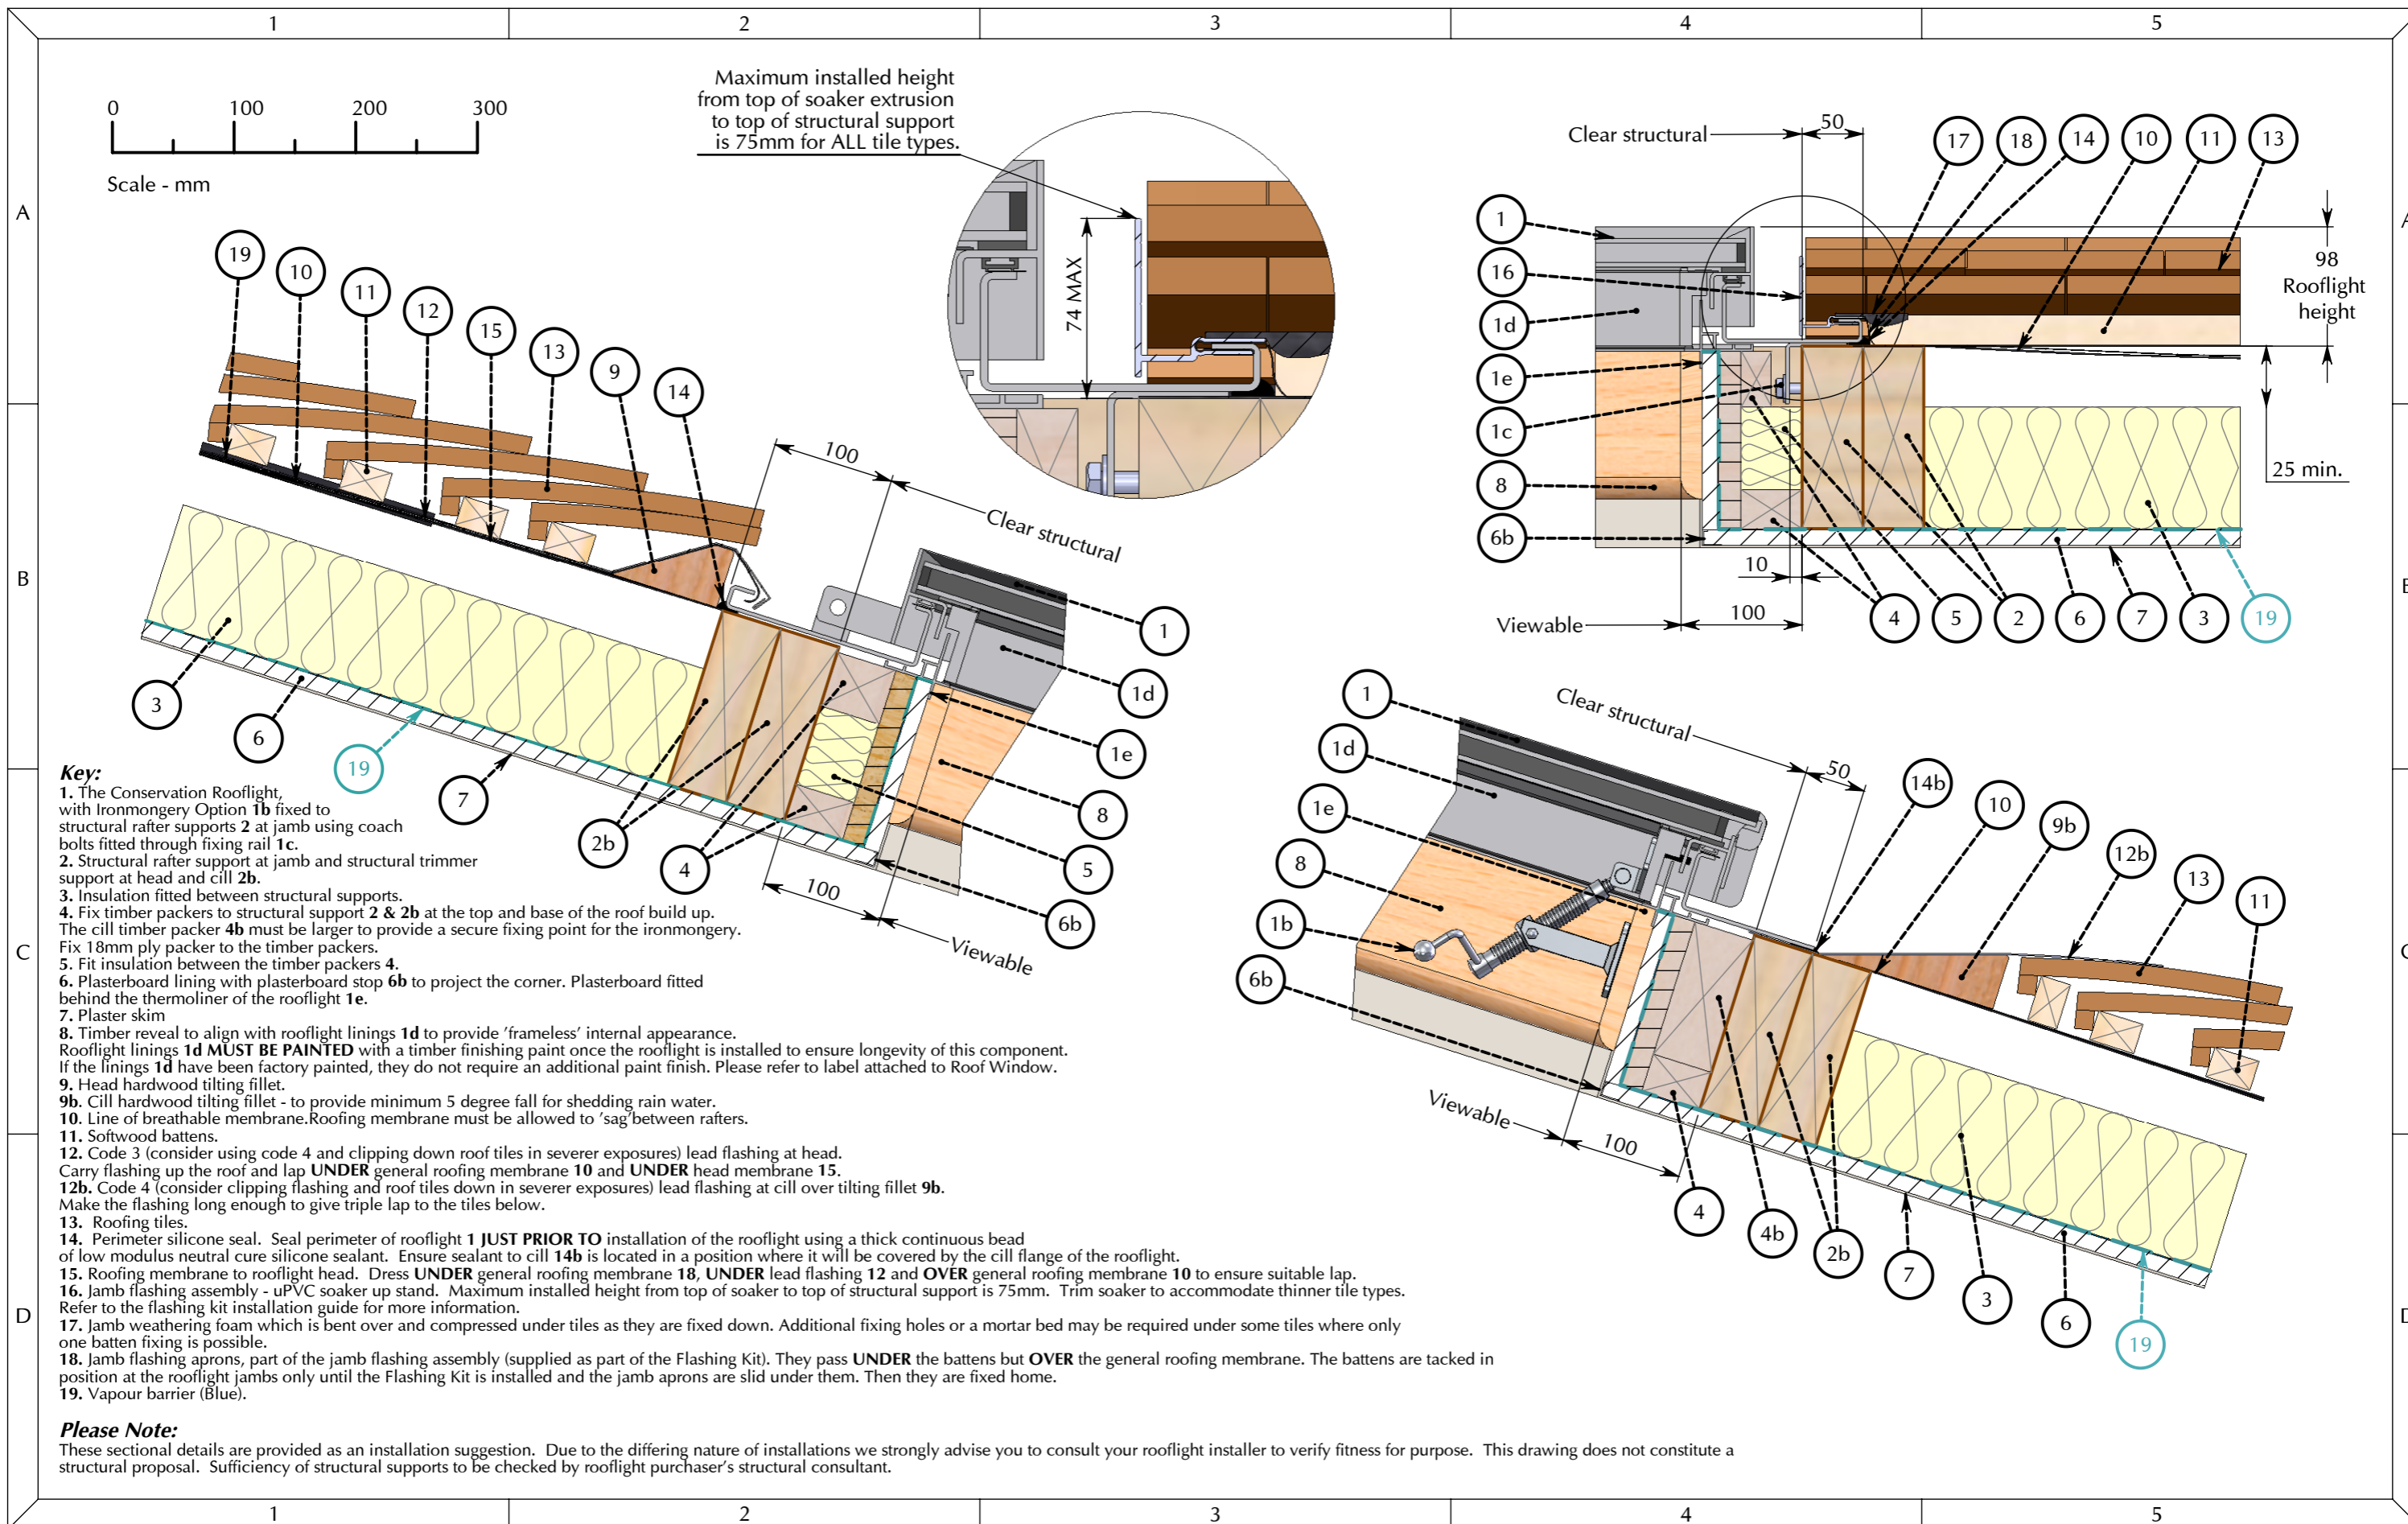 1
2
3
4
5
0
100
200
300
Scale - mm
Maximum installed height
from top of soaker extrusion
to top of structural support
is 75mm for ALL tile types.
74 MAX
A
A
B
B
C
C
D
D
19
10
11
12
15
13
9
14
100
Clear structural
1
1d
1e
8
5
6b
3
6
19
7
2b
4
100
Viewable
Clear structural
50
17
18
14
10
11
13
1
16
1d
1e
1c
8
6b
98
Rooflight
height
25 min.
10
100
Viewable
4
5
2
6
7
3
19
1
1d
1e
8
1b
6b
Clear structural
50
14b
10
9b
12b
13
11
Viewable
100
4
4b
2b
7
3
6
19
Key:
1. The Conservation Rooflight,
with Ironmongery Option 1b fixed to
structural rafter supports 2 at jamb using coach
bolts fitted through fixing rail 1c.
2. Structural rafter support at jamb and structural trimmer
support at head and cill 2b.
3. Insulation fitted between structural supports.
4. Fix timber packers to structural support 2 & 2b at the top and base of the roof build up.
The cill timber packer 4b must be larger to provide a secure fixing point for the ironmongery.
Fix 18mm ply packer to the timber packers.
5. Fit insulation between the timber packers 4.
6. Plasterboard lining with plasterboard stop 6b to project the corner. Plasterboard fitted
behind the thermoliner of the rooflight 1e.
7. Plaster skim
8. Timber reveal to align with rooflight linings 1d to provide 'frameless' internal appearance.
Rooflight linings 1d MUST BE PAINTED with a timber finishing paint once the rooflight is installed to ensure longevity of this component.
If the linings 1d have been factory painted, they do not require an additional paint finish. Please refer to label attached to Roof Window.
9. Head hardwood tilting fillet.
9b. Cill hardwood tilting fillet - to provide minimum 5 degree fall for shedding rain water.
10. Line of breathable membrane.Roofing membrane must be allowed to 'sag'between rafters.
11. Softwood battens.
12. Code 3 (consider using code 4 and clipping down roof tiles in severer exposures) lead flashing at head.
Carry flashing up the roof and lap UNDER general roofing membrane 10 and UNDER head membrane 15.
12b. Code 4 (consider clipping flashing and roof tiles down in severer exposures) lead flashing at cill over tilting fillet 9b.
Make the flashing long enough to give triple lap to the tiles below.
13. Roofing tiles.
14. Perimeter silicone seal. Seal perimeter of rooflight 1 JUST PRIOR TO installation of the rooflight using a thick continuous bead
of low modulus neutral cure silicone sealant. Ensure sealant to cill 14b is located in a position where it will be covered by the cill flange of the rooflight.
15. Roofing membrane to rooflight head. Dress UNDER general roofing membrane 18, UNDER lead flashing 12 and OVER general roofing membrane 10 to ensure suitable lap.
16. Jamb flashing assembly - uPVC soaker up stand. Maximum installed height from top of soaker to top of structural support is 75mm. Trim soaker to accommodate thinner tile types.
Refer to the flashing kit installation guide for more information.
17. Jamb weathering foam which is bent over and compressed under tiles as they are fixed down. Additional fixing holes or a mortar bed may be required under some tiles where only
one batten fixing is possible.
18. Jamb flashing aprons, part of the jamb flashing assembly (supplied as part of the Flashing Kit). They pass UNDER the battens but OVER the general roofing membrane. The battens are tacked in
position at the rooflight jambs only until the Flashing Kit is installed and the jamb aprons are slid under them. Then they are fixed home.
19. Vapour barrier (Blue).
Please Note:
These sectional details are provided as an installation suggestion. Due to the differing nature of installations we strongly advise you to consult your rooflight installer to verify fitness for purpose. This drawing does not constitute a
structural proposal. Sufficiency of structural supports to be checked by rooflight purchaser's structural consultant.
1
2
3
4
5